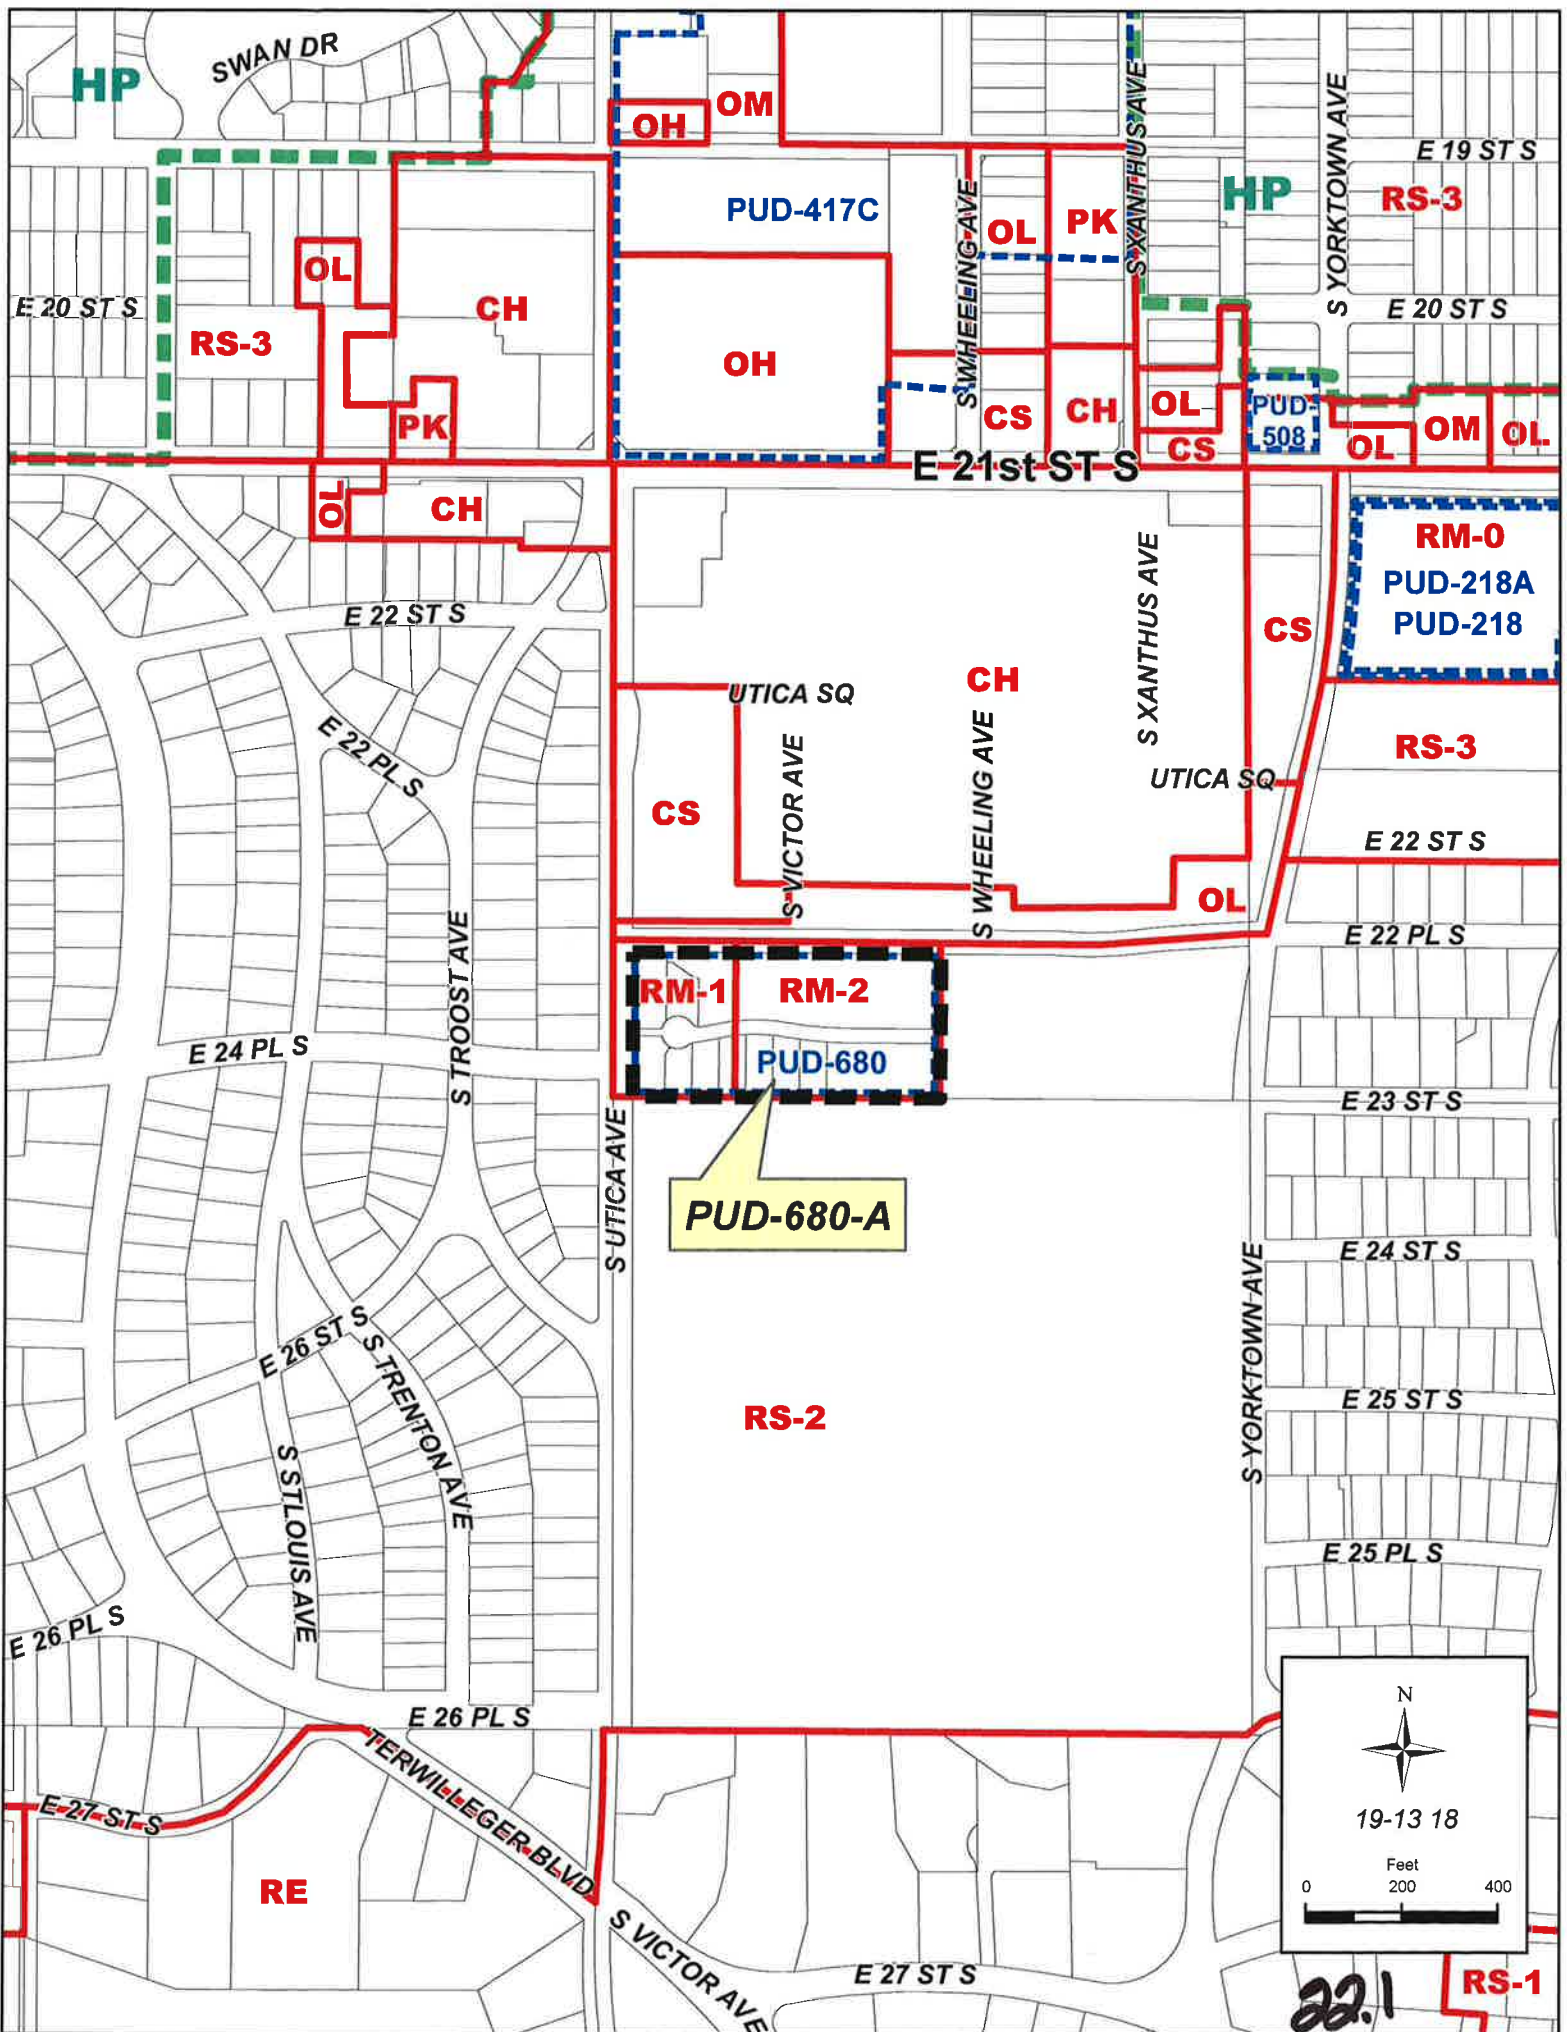 SWAN DR
HP
OM
OH
S XANTHUS AVE
S YORKTOWN AVE
E 19 ST S
HP
RS-3
PUD-417C
S WHEELING AVE
OL
PK
OL
E 20 ST S
CH
E 20 ST S
RS-3
OH
PK
CS
CH
OL
PUD-
508
CS
OL
OM
OL
E 21st ST S
OL
CH
RM-0
PUD-218A
PUD-218
E 22 ST S
CS
S XANTHUS AVE
CH
UTICA SQ
E 22 PL S
RS-3
UTICA SQ
CS
S VICTOR AVE
S WHEELING AVE
E 22 ST S
OL
S TROOST AVE
E 22 PL S
RM-1
RM-2
E 24 PL S
PUD-680
E 23 ST S
S UTICA AVE
PUD-680-A
E 24 ST S
S YORKTOWN AVE
E 26 ST S
S TRENTON AVE
RS-2
E 25 ST S
S STLOUIS AVE
E 25 PL S
E 26 PL S
E 26 PL S
TERWILLEGER BLVD
N
E 27 ST S
19-13 18
Feet
0 200 400
RE
S VICTOR AVE
E 27 ST S
RS-1
22.1